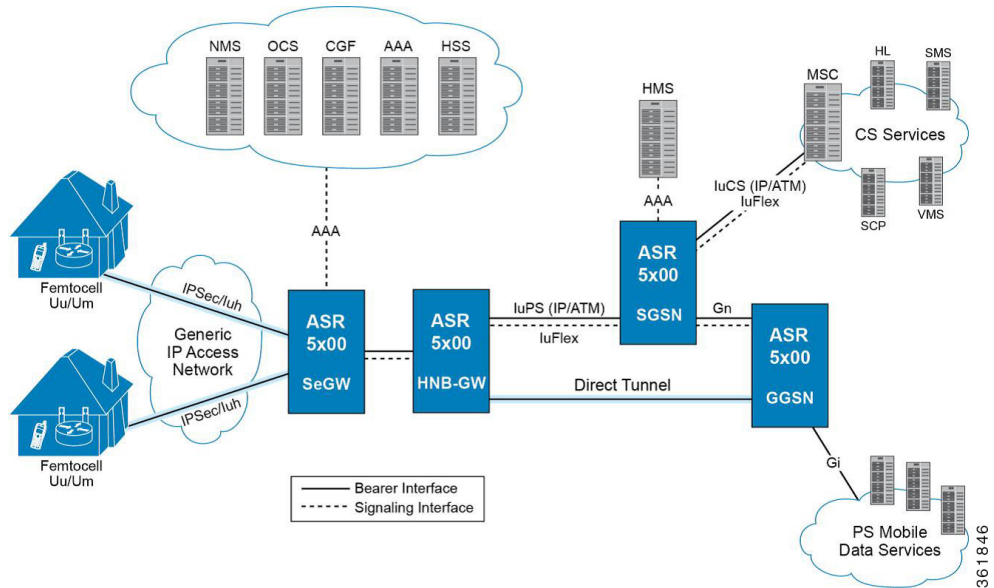 NMS OCS CGF AAA HSS
AAA
HMS
AAA
MSC
HL
SMS
CS Services
SCP
VMS
IuCS (IP/ATM)
IuFlex
Femtocell
Uu/Um
IPSec/Iuh
Generic
IP Access
Network
IPSec/Iuh
Femtocell
Uu/Um
ASR
5x00
SeGW
ASR
5x00
HNB-GW
IuPS (IP/ATM)
IuFlex
ASR
5x00
SGSN
Gn
Direct Tunnel
ASR
5x00
GGSN
Gi
PS Mobile
Data Services
Bearer Interface
Signaling Interface
361846